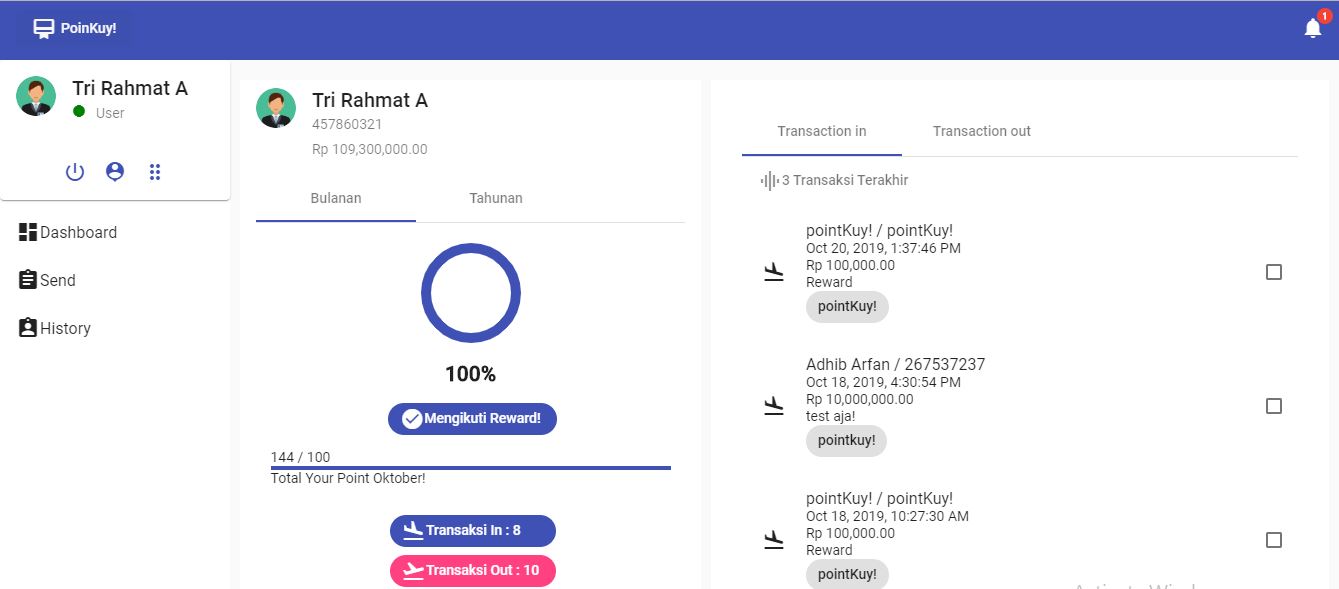 PoinKuy!
1
Tri Rahmat A
User
Dashboard
Send
History
Tri Rahmat A
457860321
Rp 109,300,000.00
Bulanan Tahunan
100%
Mengikuti Reward!
144 / 100
Total Your Point Oktober!
Transaksi In : 8
Transaksi Out : 10
Transaction in Transaction out
3 Transaksi Terakhir
pointKuy! / pointKuy!
Oct 20, 2019, 1:37:46 PM
Rp 100,000.00
Reward
pointKuy!
Adhib Arfan / 267537237
Oct 18, 2019, 4:30:54 PM
Rp 10,000,000.00
test aja!
pointkuy!
pointKuy! / pointKuy!
Oct 18, 2019, 10:27:30 AM
Rp 100,000.00
Reward
pointKuy!